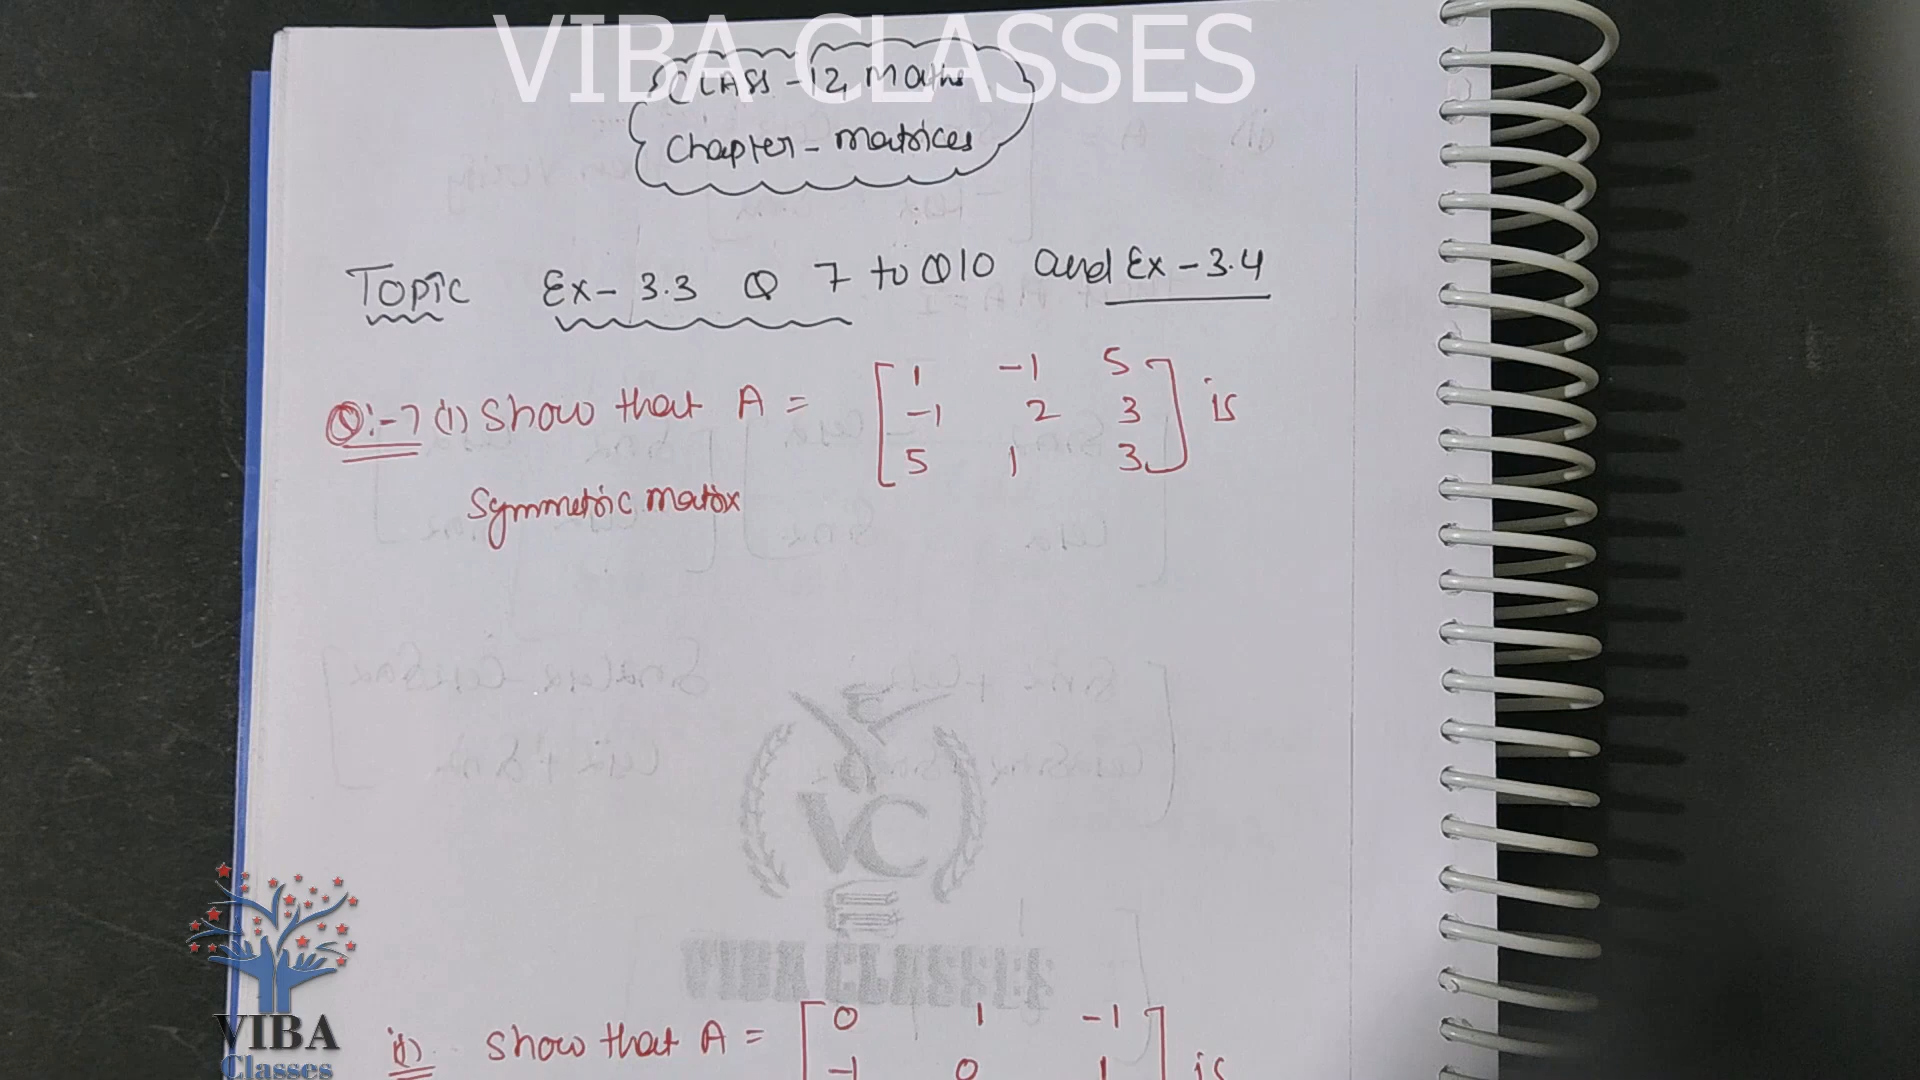 VIBA CLASSES
CLASS - 12, Maths
Chapter - matrices
Topic Ex- 3.3 Q 7 to Q10 and Ex - 3.4
Q:-7 (i) Show that A = [ 1 -1 5
-1 2 3
5 1 3 ] is
Symmetric matrix
VC
VIBA CLASSES
ii). Show that A = [ 0 1 -1
-1 0 1 is
VIBA
Classes